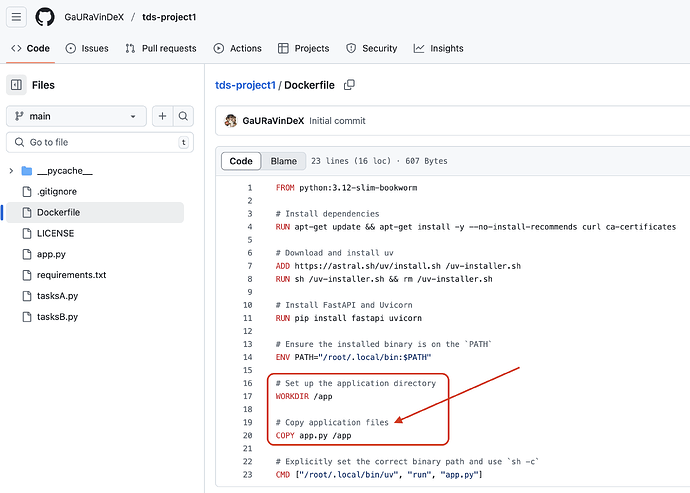 GaURaVinDeX / tds-project1
Code Issues Pull requests Actions Projects Security Insights
Files
main
Go to file t
__pycache__
.gitignore
Dockerfile
LICENSE
app.py
requirements.txt
tasksA.py
tasksB.py
tds-project1 / Dockerfile
GaURaVinDeX Initial commit
Code Blame 23 lines (16 loc) · 607 Bytes
1 FROM python:3.12-slim-bookworm
2
3 # Install dependencies
4 RUN apt-get update && apt-get install -y --no-install-recommends curl ca-certificates
5
6 # Download and install uv
7 ADD https://astral.sh/uv/install.sh /uv-installer.sh
8 RUN sh /uv-installer.sh && rm /uv-installer.sh
9
10 # Install FastAPI and Uvicorn
11 RUN pip install fastapi uvicorn
12
13 # Ensure the installed binary is on the `PATH`
14 ENV PATH="/root/.local/bin:$PATH"
15
16 # Set up the application directory
17 WORKDIR /app
18
19 # Copy application files
20 COPY app.py /app
21
22 # Explicitly set the correct binary path and use `sh -c`
23 CMD ["/root/.local/bin/uv", "run", "app.py"]